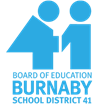 41
BOARD OF EDUCATION
BURNABY
SCHOOL DISTRICT 41